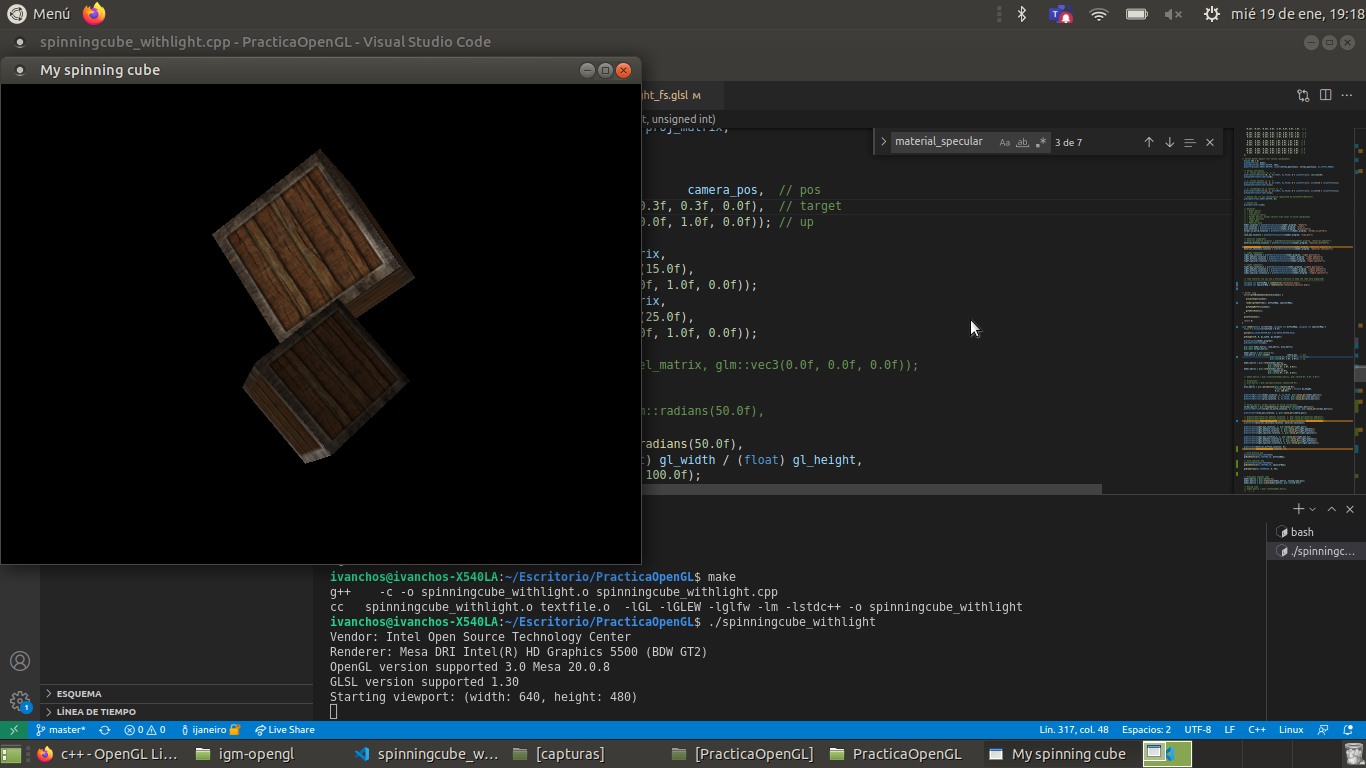 Menú
mié 19 de ene, 19:18
spinningcube_withlight.cpp - PracticaOpenGL - Visual Studio Code
My spinning cube
ht_fs.glsl M
t, unsigned int)
proj_matrix,
material_specular
Aa
ab
.*
3 de 7
camera_pos,  // pos
0.3f, 0.3f, 0.0f),  // target
0.0f, 1.0f, 0.0f)); // up
rix,
(15.0f),
0f, 1.0f, 0.0f));
rix,
(25.0f),
0f, 1.0f, 0.0f));
el_matrix, glm::vec3(0.0f, 0.0f, 0.0f));
m::radians(50.0f),
radians(50.0f),
t) gl_width / (float) gl_height,
100.0f);
bash
./spinningc...
ivanchos@ivanchos-X540LA:~/Escritorio/PracticaOpenGL$ make
g++    -c -o spinningcube_withlight.o spinningcube_withlight.cpp
cc   spinningcube_withlight.o textfile.o  -lGL -lGLEW -lglfw -lm -lstdc++ -o spinningcube_withlight
ivanchos@ivanchos-X540LA:~/Escritorio/PracticaOpenGL$ ./spinningcube_withlight
Vendor: Intel Open Source Technology Center
Renderer: Mesa DRI Intel(R) HD Graphics 5500 (BDW GT2)
OpenGL version supported 3.0 Mesa 20.0.8
GLSL version supported 1.30
Starting viewport: (width: 640, height: 480)
ESQUEMA
LÍNEA DE TIEMPO
1
master*
0
0
ijaneiro
Live Share
Lín. 317, col. 48
Espacios: 2
UTF-8
LF
C++
Linux
c++ - OpenGL Li...
igm-opengl
spinningcube_w...
[capturas]
[PracticaOpenGL]
PracticaOpenGL
My spinning cube